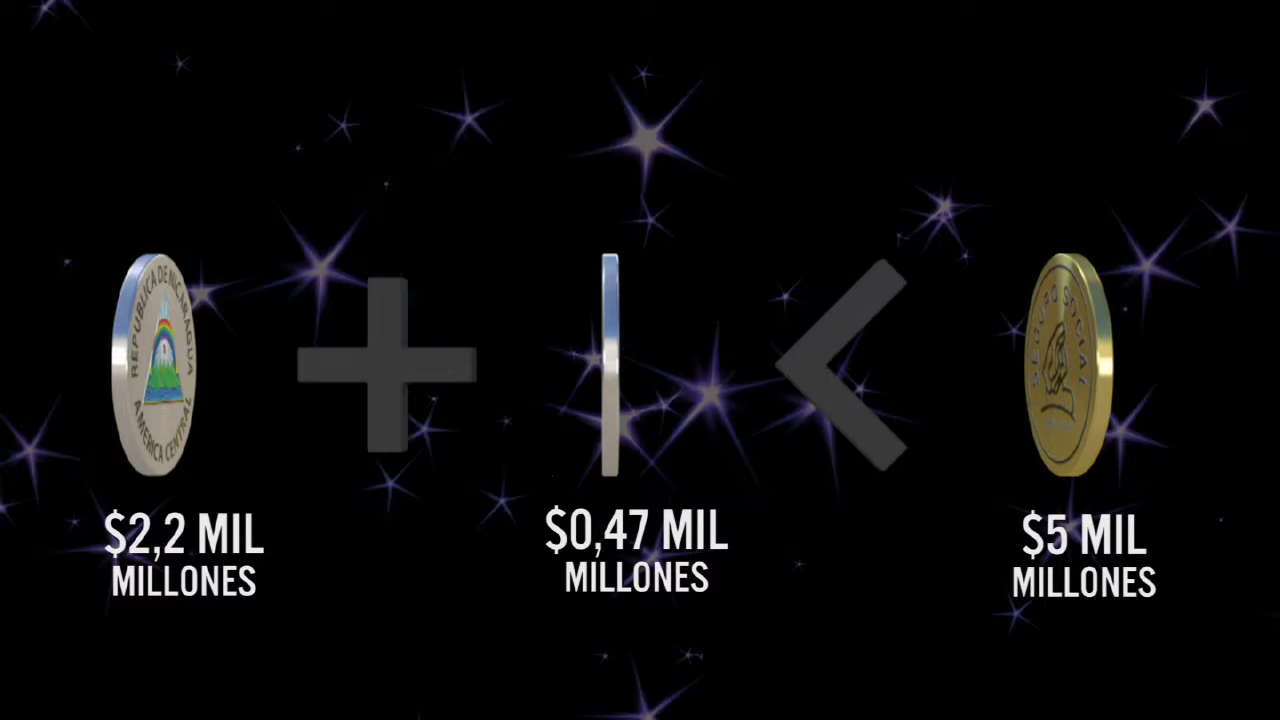 REPUBLICA DE NICARAGUA
AMERICA CENTRAL
SEGURO SOCIAL
$2,2 MIL
MILLONES
$0,47 MIL
MILLONES
$5 MIL
MILLONES